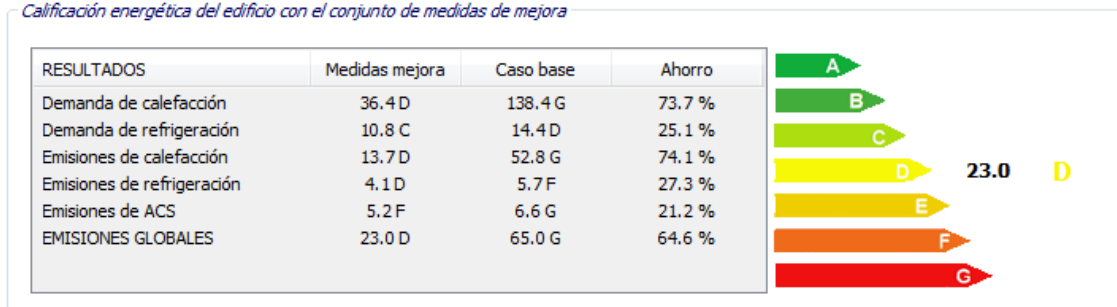 Calificación energética del edificio con el conjunto de medidas de mejora
RESULTADOS Medidas mejora Caso base Ahorro
Demanda de calefacción 36.4 D 138.4 G 73.7 %
Demanda de refrigeración 10.8 C 14.4 D 25.1 %
Emisiones de calefacción 13.7 D 52.8 G 74.1 %
Emisiones de refrigeración 4.1 D 5.7 F 27.3 %
Emisiones de ACS 5.2 F 6.6 G 21.2 %
EMISIONES GLOBALES 23.0 D 65.0 G 64.6 %
A
B
C
D 23.0 D
E
F
G